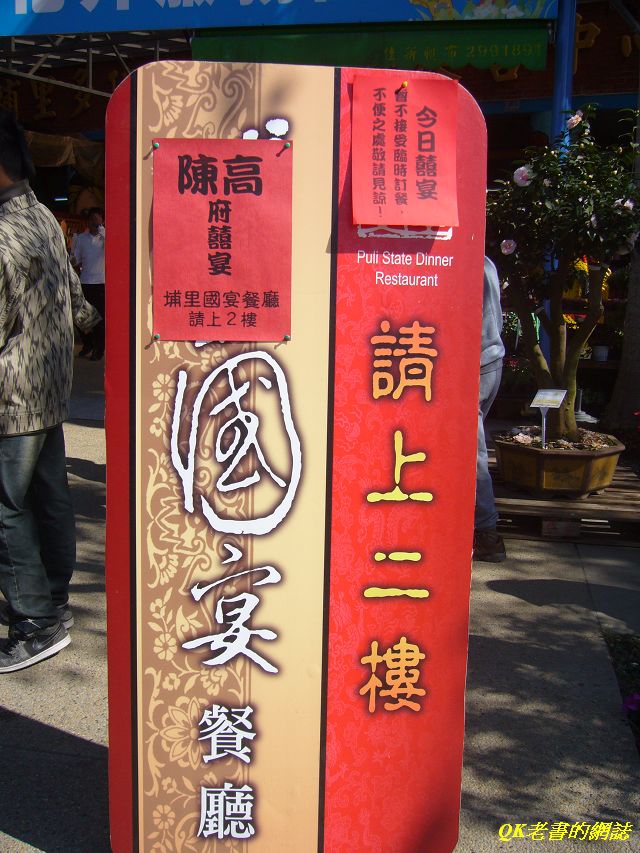 2991891
陳高
府囍宴
埔里國宴餐廳
請上2樓
今日囍宴
暫不接受臨時訂餐，
不便之處敬請見諒！
Puli State Dinner
Restaurant
請上二樓
國宴
餐廳
QK老書的網誌